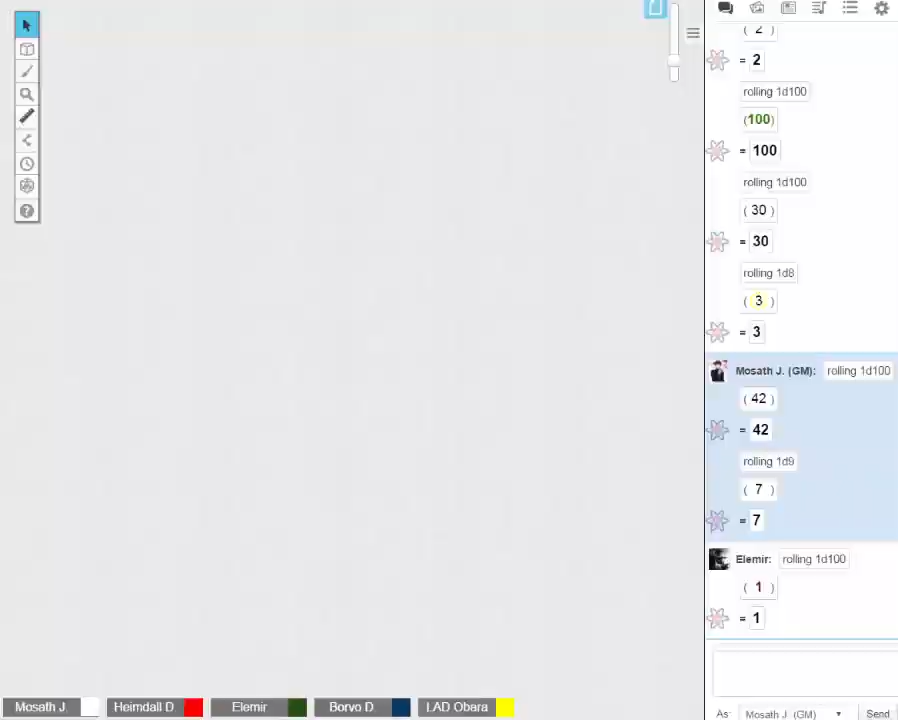 ( 2 )
= 2
rolling 1d100
(100)
= 100
rolling 1d100
( 30 )
= 30
rolling 1d8
( 3 )
= 3
Mosath J. (GM): rolling 1d100
( 42 )
= 42
rolling 1d9
( 7 )
= 7
Elemir: rolling 1d100
( 1 )
= 1
Mosath J. Heimdall D Elemir Borvo D. LAD Obara
As: Mosath J. (GM) Send